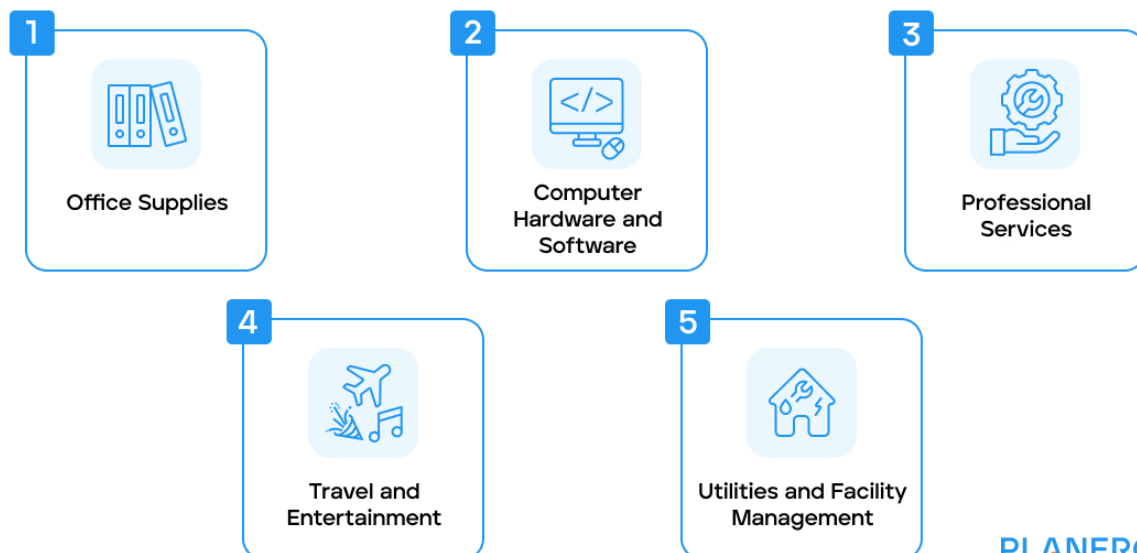 1
Office Supplies
2
</>
Computer
Hardware and
Software
3
Professional
Services
4
Travel and
Entertainment
5
Utilities and Facility
Management